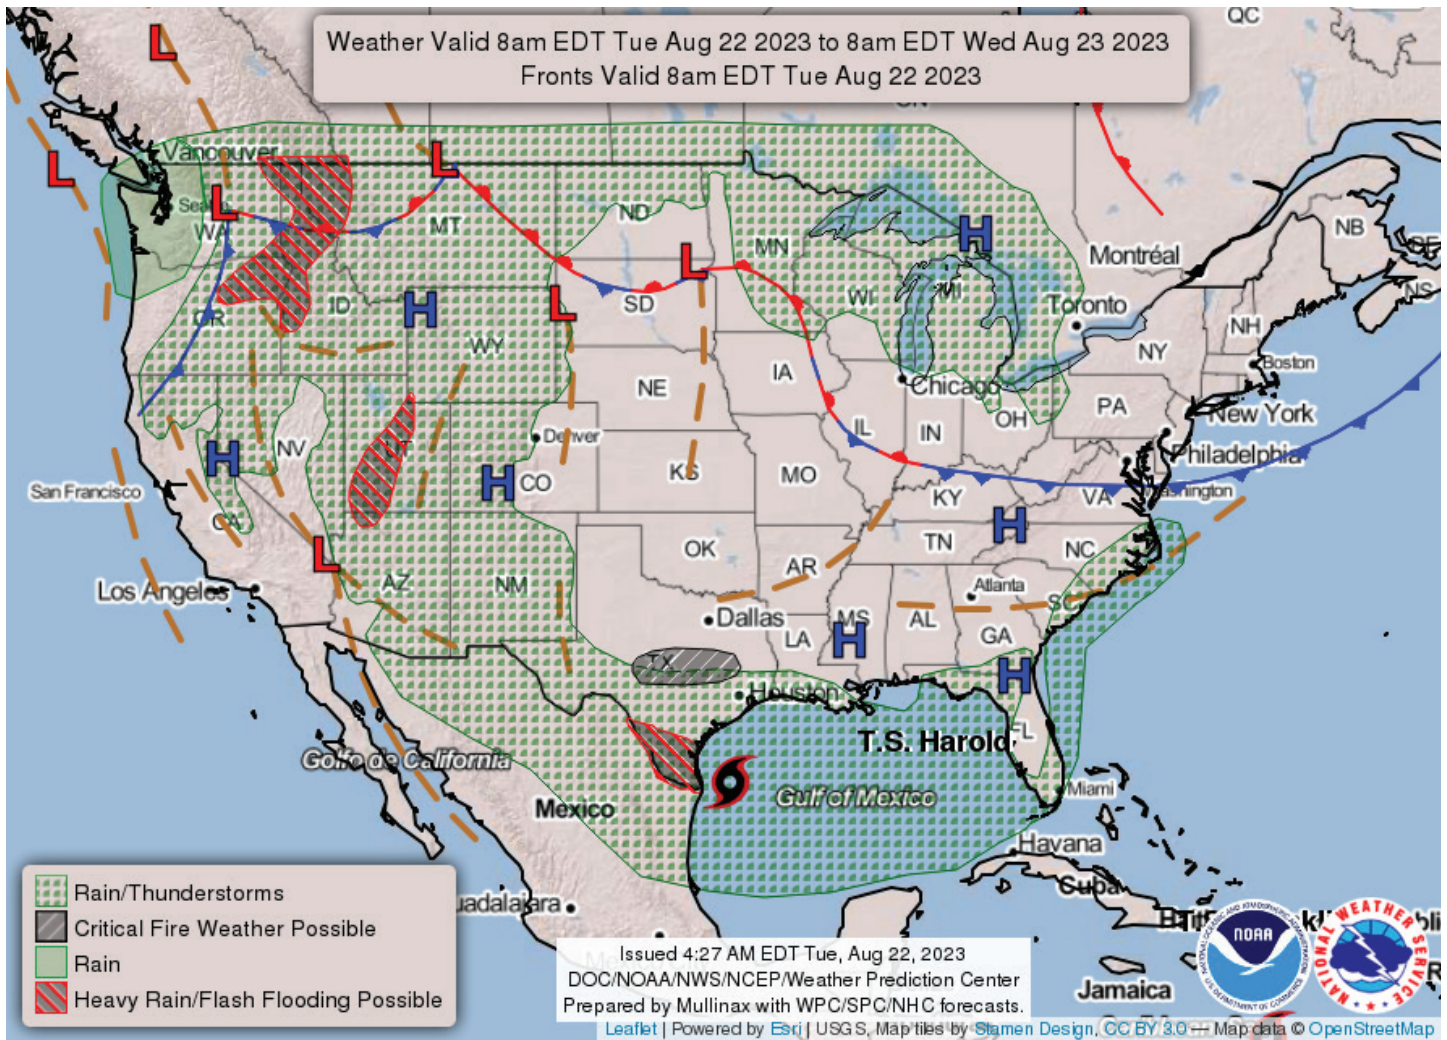 QC
Weather Valid 8am EDT Tue Aug 22 2023 to 8am EDT Wed Aug 23 2023
Fronts Valid 8am EDT Tue Aug 22 2023
L
L
L
Vancouver
L
L
WA
MT
ND
MN
H
Montréal
NB
NS
L
OR
ID
H
L
SD
WI
MI
Toronto
NH
WY
NY
Boston
NE
IA
Chicago
PA
New York
OH
NV
H
Denver
IL
IN
Philadelphia
San Francisco
H
CO
KS
MO
KY
VA
CA
H
L
OK
TN
NC
AZ
NM
AR
Atlanta
Los Angeles
SC
Dallas
MS
AL
GA
LA
H
TX
H
Houston
T.S. Harold
FL
Golfo de California
Gulf of Mexico
Miami
Mexico
Havana
Cuba
Rain/Thunderstorms
Critical Fire Weather Possible
Rain
Heavy Rain/Flash Flooding Possible
Issued 4:27 AM EDT Tue, Aug 22, 2023
DOC/NOAA/NWS/NCEP/Weather Prediction Center
Prepared by Mullinax with WPC/SPC/NHC forecasts.
NOAA
NATIONAL WEATHER SERVICE
Jamaica
Leaflet | Powered by Esri | USGS, Map tiles by Stamen Design, CC BY 3.0 — Map data © OpenStreetMap